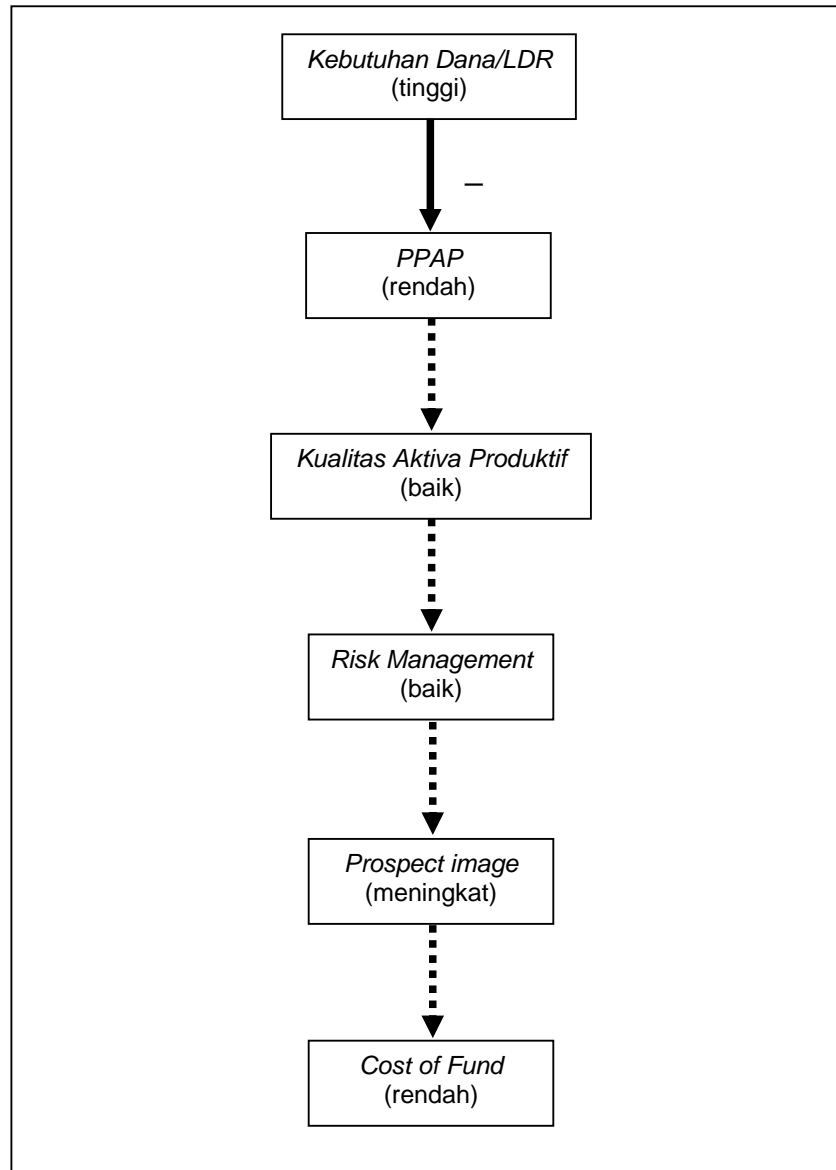 Kebutuhan Dana/LDR
(tinggi)
–
PPAP
(rendah)
Kualitas Aktiva Produktif
(baik)
Risk Management
(baik)
Prospect image
(meningkat)
Cost of Fund
(rendah)